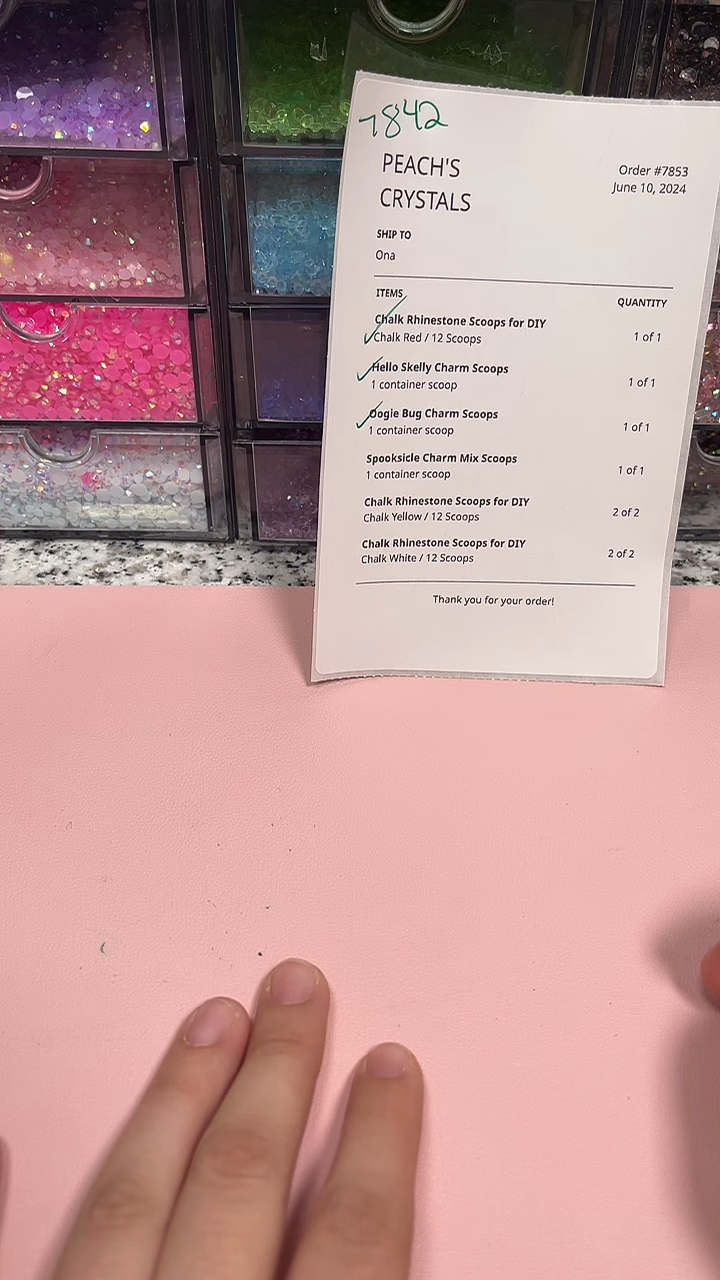 7842
PEACH'S
CRYSTALS
Order #7853
June 10, 2024
SHIP TO
Ona
ITEMS
QUANTITY
Chalk Rhinestone Scoops for DIY
Chalk Red / 12 Scoops
1 of 1
Hello Skelly Charm Scoops
1 container scoop
1 of 1
Oogie Bug Charm Scoops
1 container scoop
1 of 1
Spooksicle Charm Mix Scoops
1 container scoop
1 of 1
Chalk Rhinestone Scoops for DIY
Chalk Yellow / 12 Scoops
2 of 2
Chalk Rhinestone Scoops for DIY
Chalk White / 12 Scoops
2 of 2
Thank you for your order!